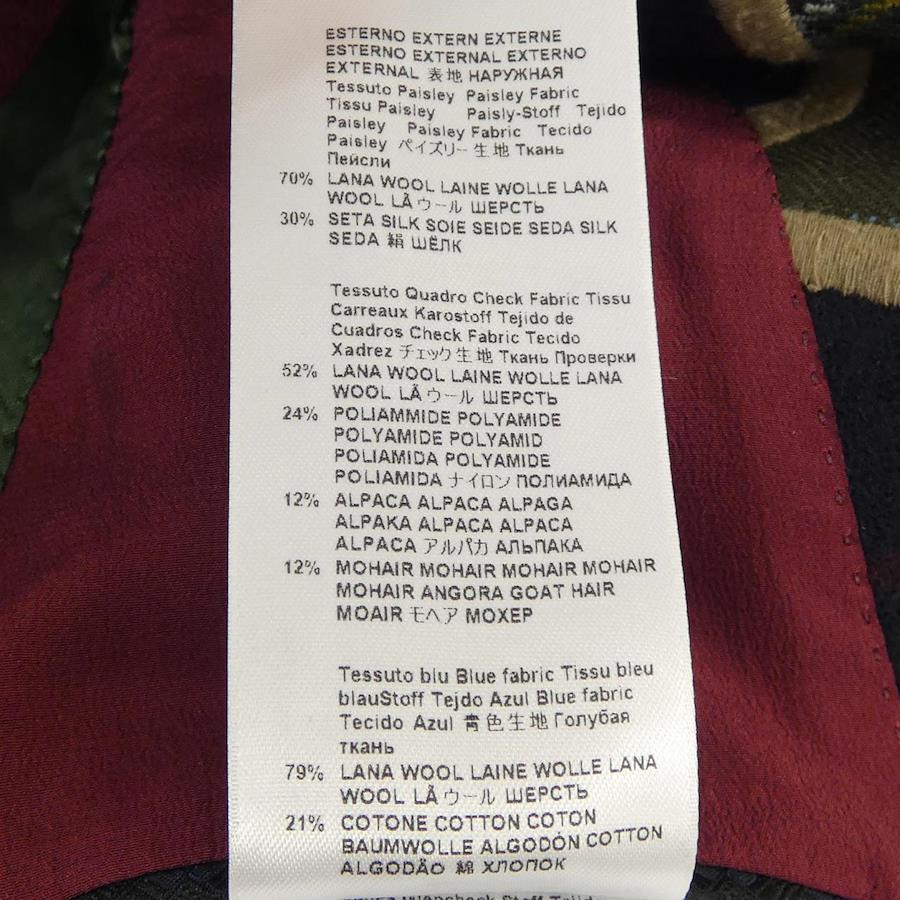 ESTERNO EXTERN EXTERNE
ESTERNO EXTERNAL EXTERNO
EXTERNAL 表地 НАРУЖНАЯ
Tessuto Paisley Paisley Fabric
Tissu Paisley Paisly-Stoff Tejido
Paisley Paisley Fabric Tecido
Paisley パイズリー生地 Ткань
Пейсли
70% LANA WOOL LAINE WOLLE LANA
WOOL LÃ ウール ШЕРСТЬ
30% SETA SILK SOIE SEIDE SEDA SILK
SEDA 絹 ШЁЛК
Tessuto Quadro Check Fabric Tissu
Carreaux Karostoff Tejido de
Cuadros Check Fabric Tecido
Xadrez チェック生地 Ткань Проверки
52% LANA WOOL LAINE WOLLE LANA
WOOL LÃ ウール ШЕРСТЬ
24% POLIAMMIDE POLYAMIDE
POLYAMIDE POLYAMID
POLIAMIDA POLYAMIDE
POLIAMIDA ナイロン ПОЛИАМИДА
12% ALPACA ALPACA ALPAGA
ALPAKA ALPACA ALPACA
ALPACA アルパカ АЛЬПАКА
12% MOHAIR MOHAIR MOHAIR MOHAIR
MOHAIR ANGORA GOAT HAIR
MOAIR モヘア МОХЕР
Tessuto blu Blue fabric Tissu bleu
blauStoff Tejdo Azul Blue fabric
Tecido Azul 青色生地 Голубая
ткань
79% LANA WOOL LAINE WOLLE LANA
WOOL LÃ ウール ШЕРСТЬ
21% COTONE COTTON COTON
BAUMWOLLE ALGODÓN COTTON
ALGODÃO 綿 ХЛОПОК
Stoff Tejid